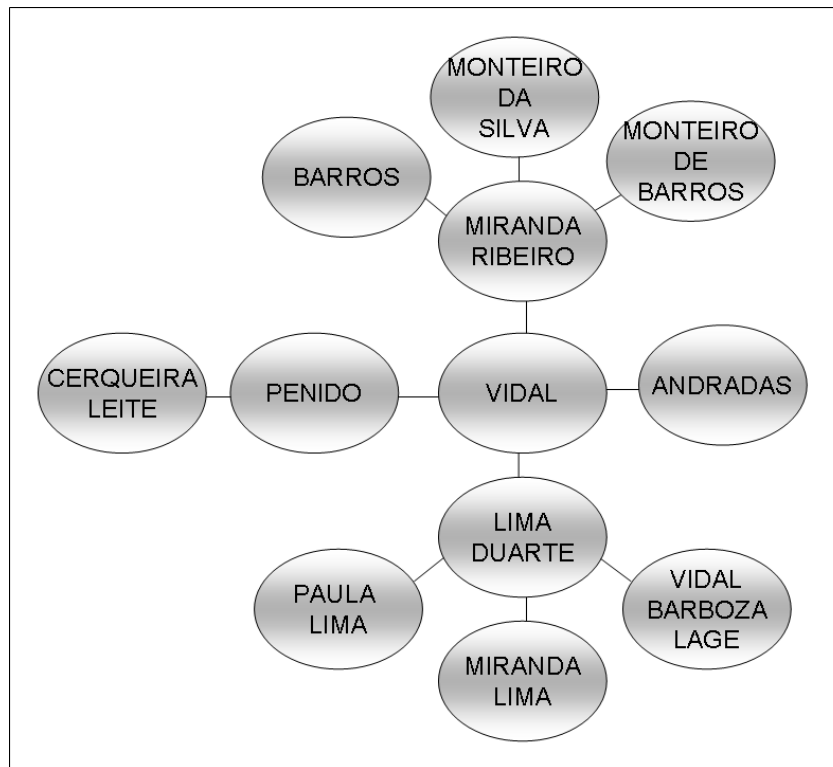 MONTEIRO
DA
SILVA
MONTEIRO
DE
BARROS
BARROS
MIRANDA
RIBEIRO
CERQUEIRA
LEITE
PENIDO
VIDAL
ANDRADAS
LIMA
DUARTE
PAULA
LIMA
VIDAL
BARBOZA
LAGE
MIRANDA
LIMA